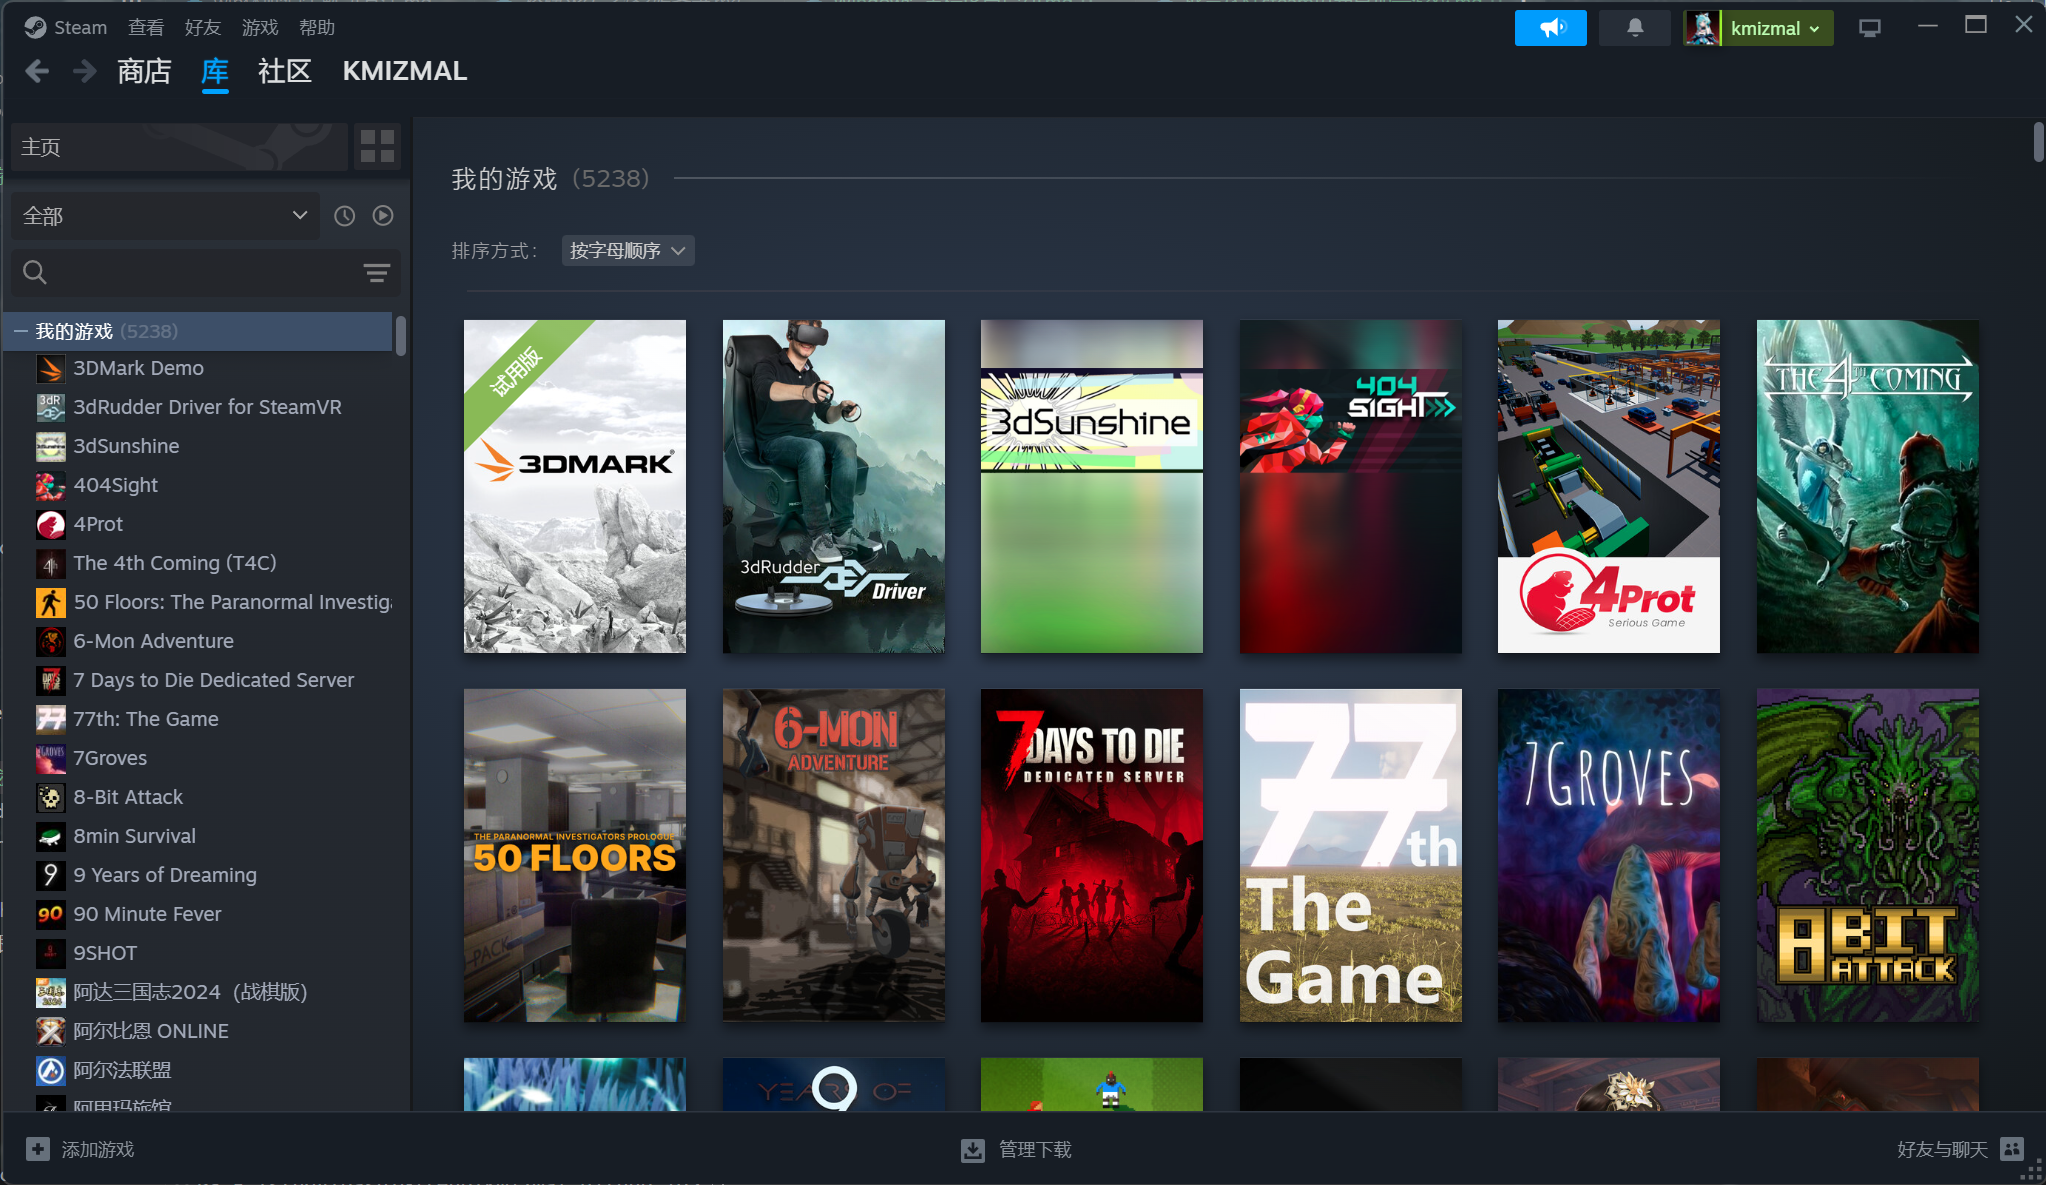 Steam 查看 好友 游戏 帮助
kmizmal
商店 库 社区 KMIZMAL
主页
全部
我的游戏 (5238)
3DMark Demo
3dRudder Driver for SteamVR
3dSunshine
404Sight
4Prot
The 4th Coming (T4C)
50 Floors: The Paranormal Investiga
6-Mon Adventure
7 Days to Die Dedicated Server
77th: The Game
7Groves
8-Bit Attack
8min Survival
9 Years of Dreaming
90 Minute Fever
9SHOT
阿达三国志2024（战棋版）
阿尔比恩 ONLINE
阿尔法联盟
阿里玛旅馆
我的游戏 (5238)
排序方式： 按字母顺序
试用版
3DMARK
3dRudder
Driver
3dSunshine
404
SIGHT
4Prot
Serious Game
THE 4TH COMING
THE PARANORMAL INVESTIGATORS PROLOGUE
50 FLOORS
6-MON
ADVENTURE
7 DAYS TO DIE
DEDICATED SERVER
77th
The
Game
7GROVES
8BIT
ATTACK
9
YEARS OF
添加游戏
管理下载
好友与聊天